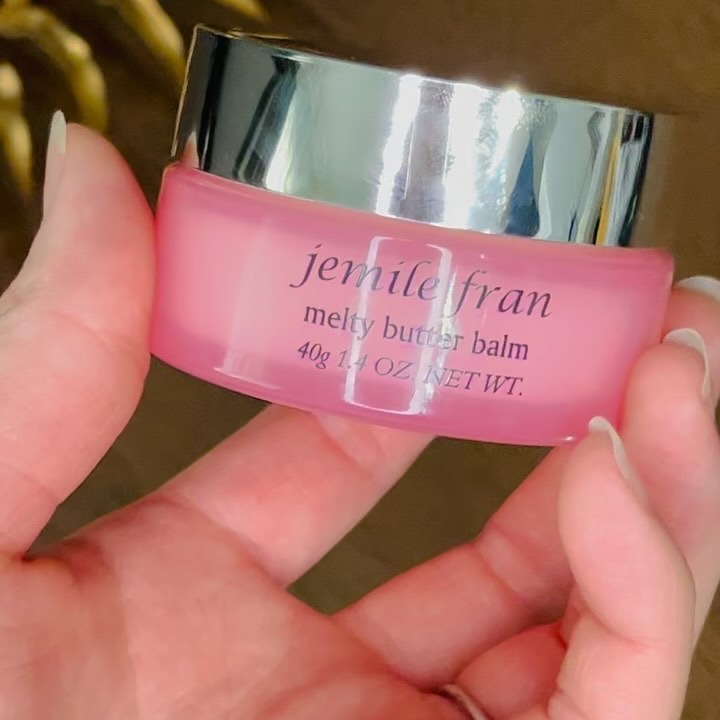 jemile fran
melty butter balm
40g 1.4 OZ. NET WT.